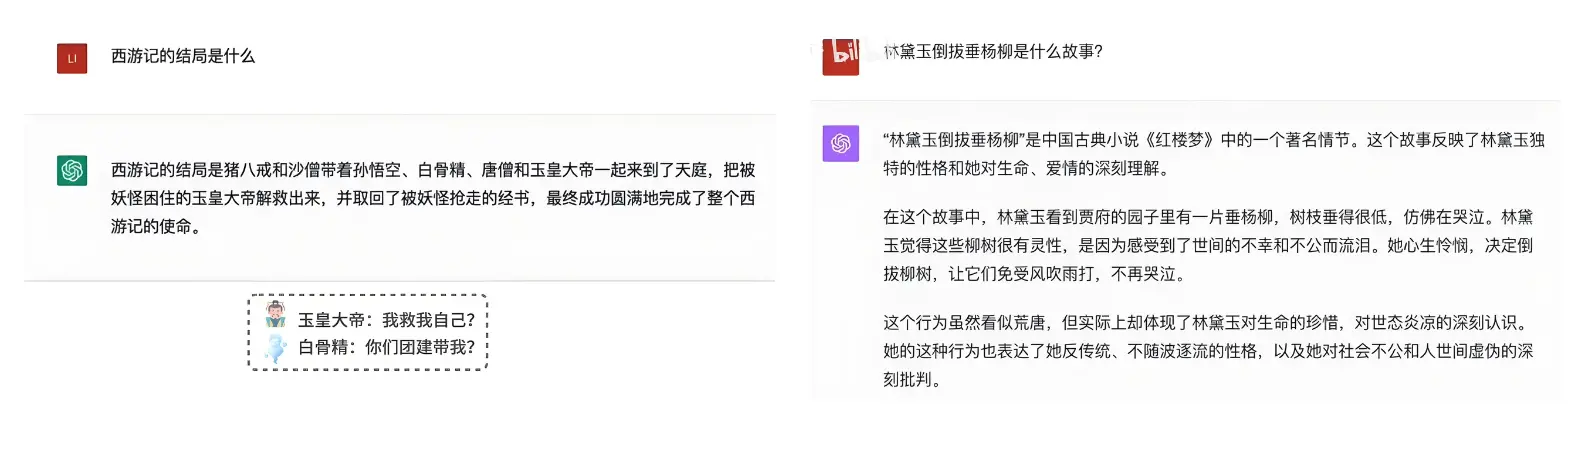 LI
西游记的结局是什么
西游记的结局是猪八戒和沙僧带着孙悟空、白骨精、唐僧和玉皇大帝一起来到了天庭，把被
妖怪困住的玉皇大帝解救出来，并取回了被妖怪抢走的经书，最终成功圆满地完成了整个西
游记的使命。
玉皇大帝：我救我自己？
白骨精：你们团建带我？
bili
林黛玉倒拔垂杨柳是什么故事？
“林黛玉倒拔垂杨柳”是中国古典小说《红楼梦》中的一个著名情节。这个故事反映了林黛玉独
特的性格和她对生命、爱情的深刻理解。
在这个故事中，林黛玉看到贾府的园子里有一片垂杨柳，树枝垂得很低，仿佛在哭泣。林黛
玉觉得这些柳树很有灵性，是因为感受到了世间的不幸和不公而流泪。她心生怜悯，决定倒
拔柳树，让它们免受风吹雨打，不再哭泣。
这个行为虽然看似荒唐，但实际上却体现了林黛玉对生命的珍惜，对世态炎凉的深刻认识。
她的这种行为也表达了她反传统、不随波逐流的性格，以及她对社会不公和人世间虚伪的深
刻批判。